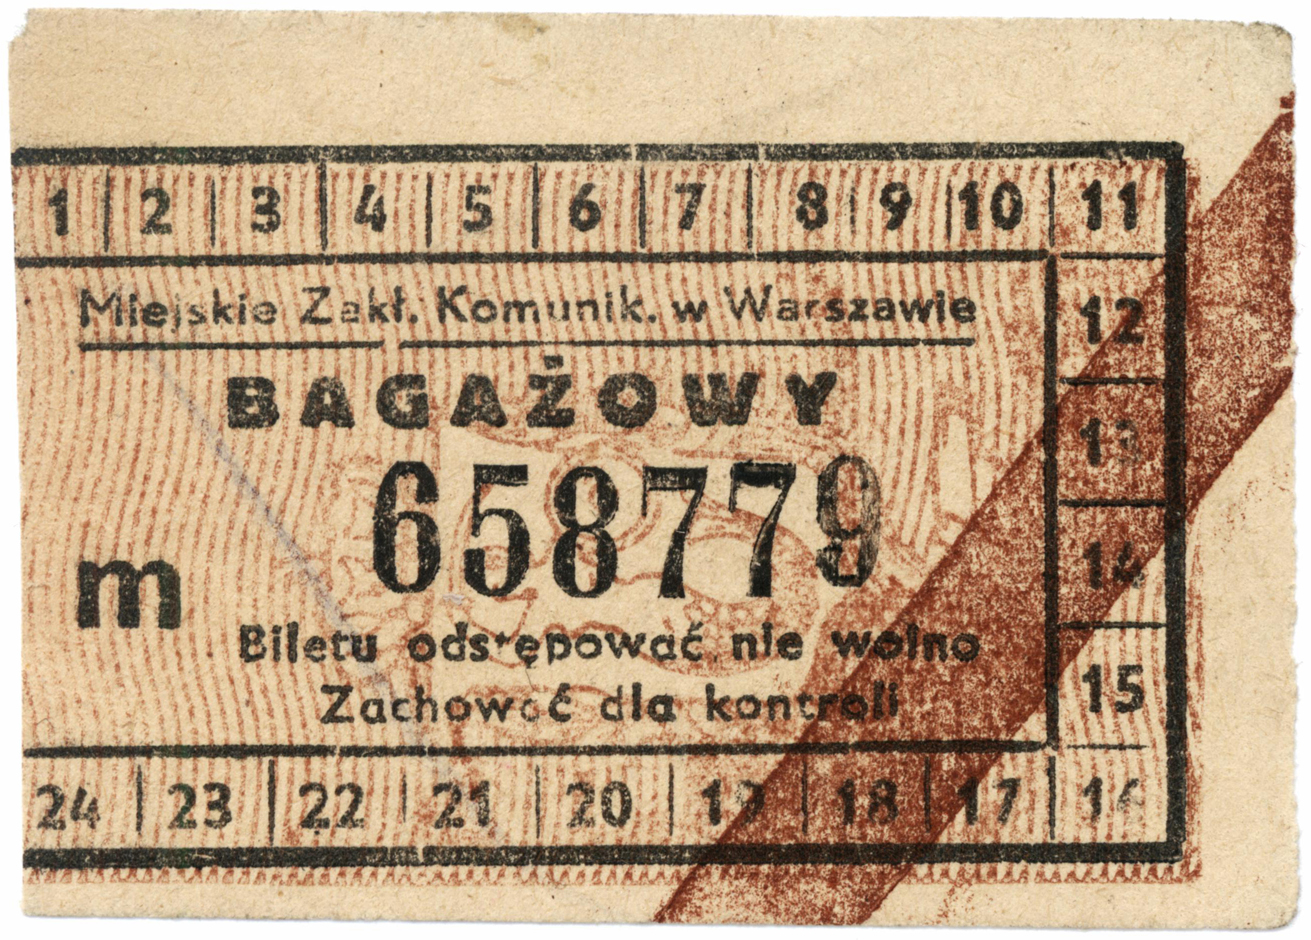 1 2 3 4 5 6 7 8 9 10 11
Miejskie Zakł. Komunik. w Warszawie
12
BAGAŻOWY
13
658779
14
m
Biletu odstępować nie wolno
15
Zachować dla kontroli
24 23 22 21 20 19 18 17 16